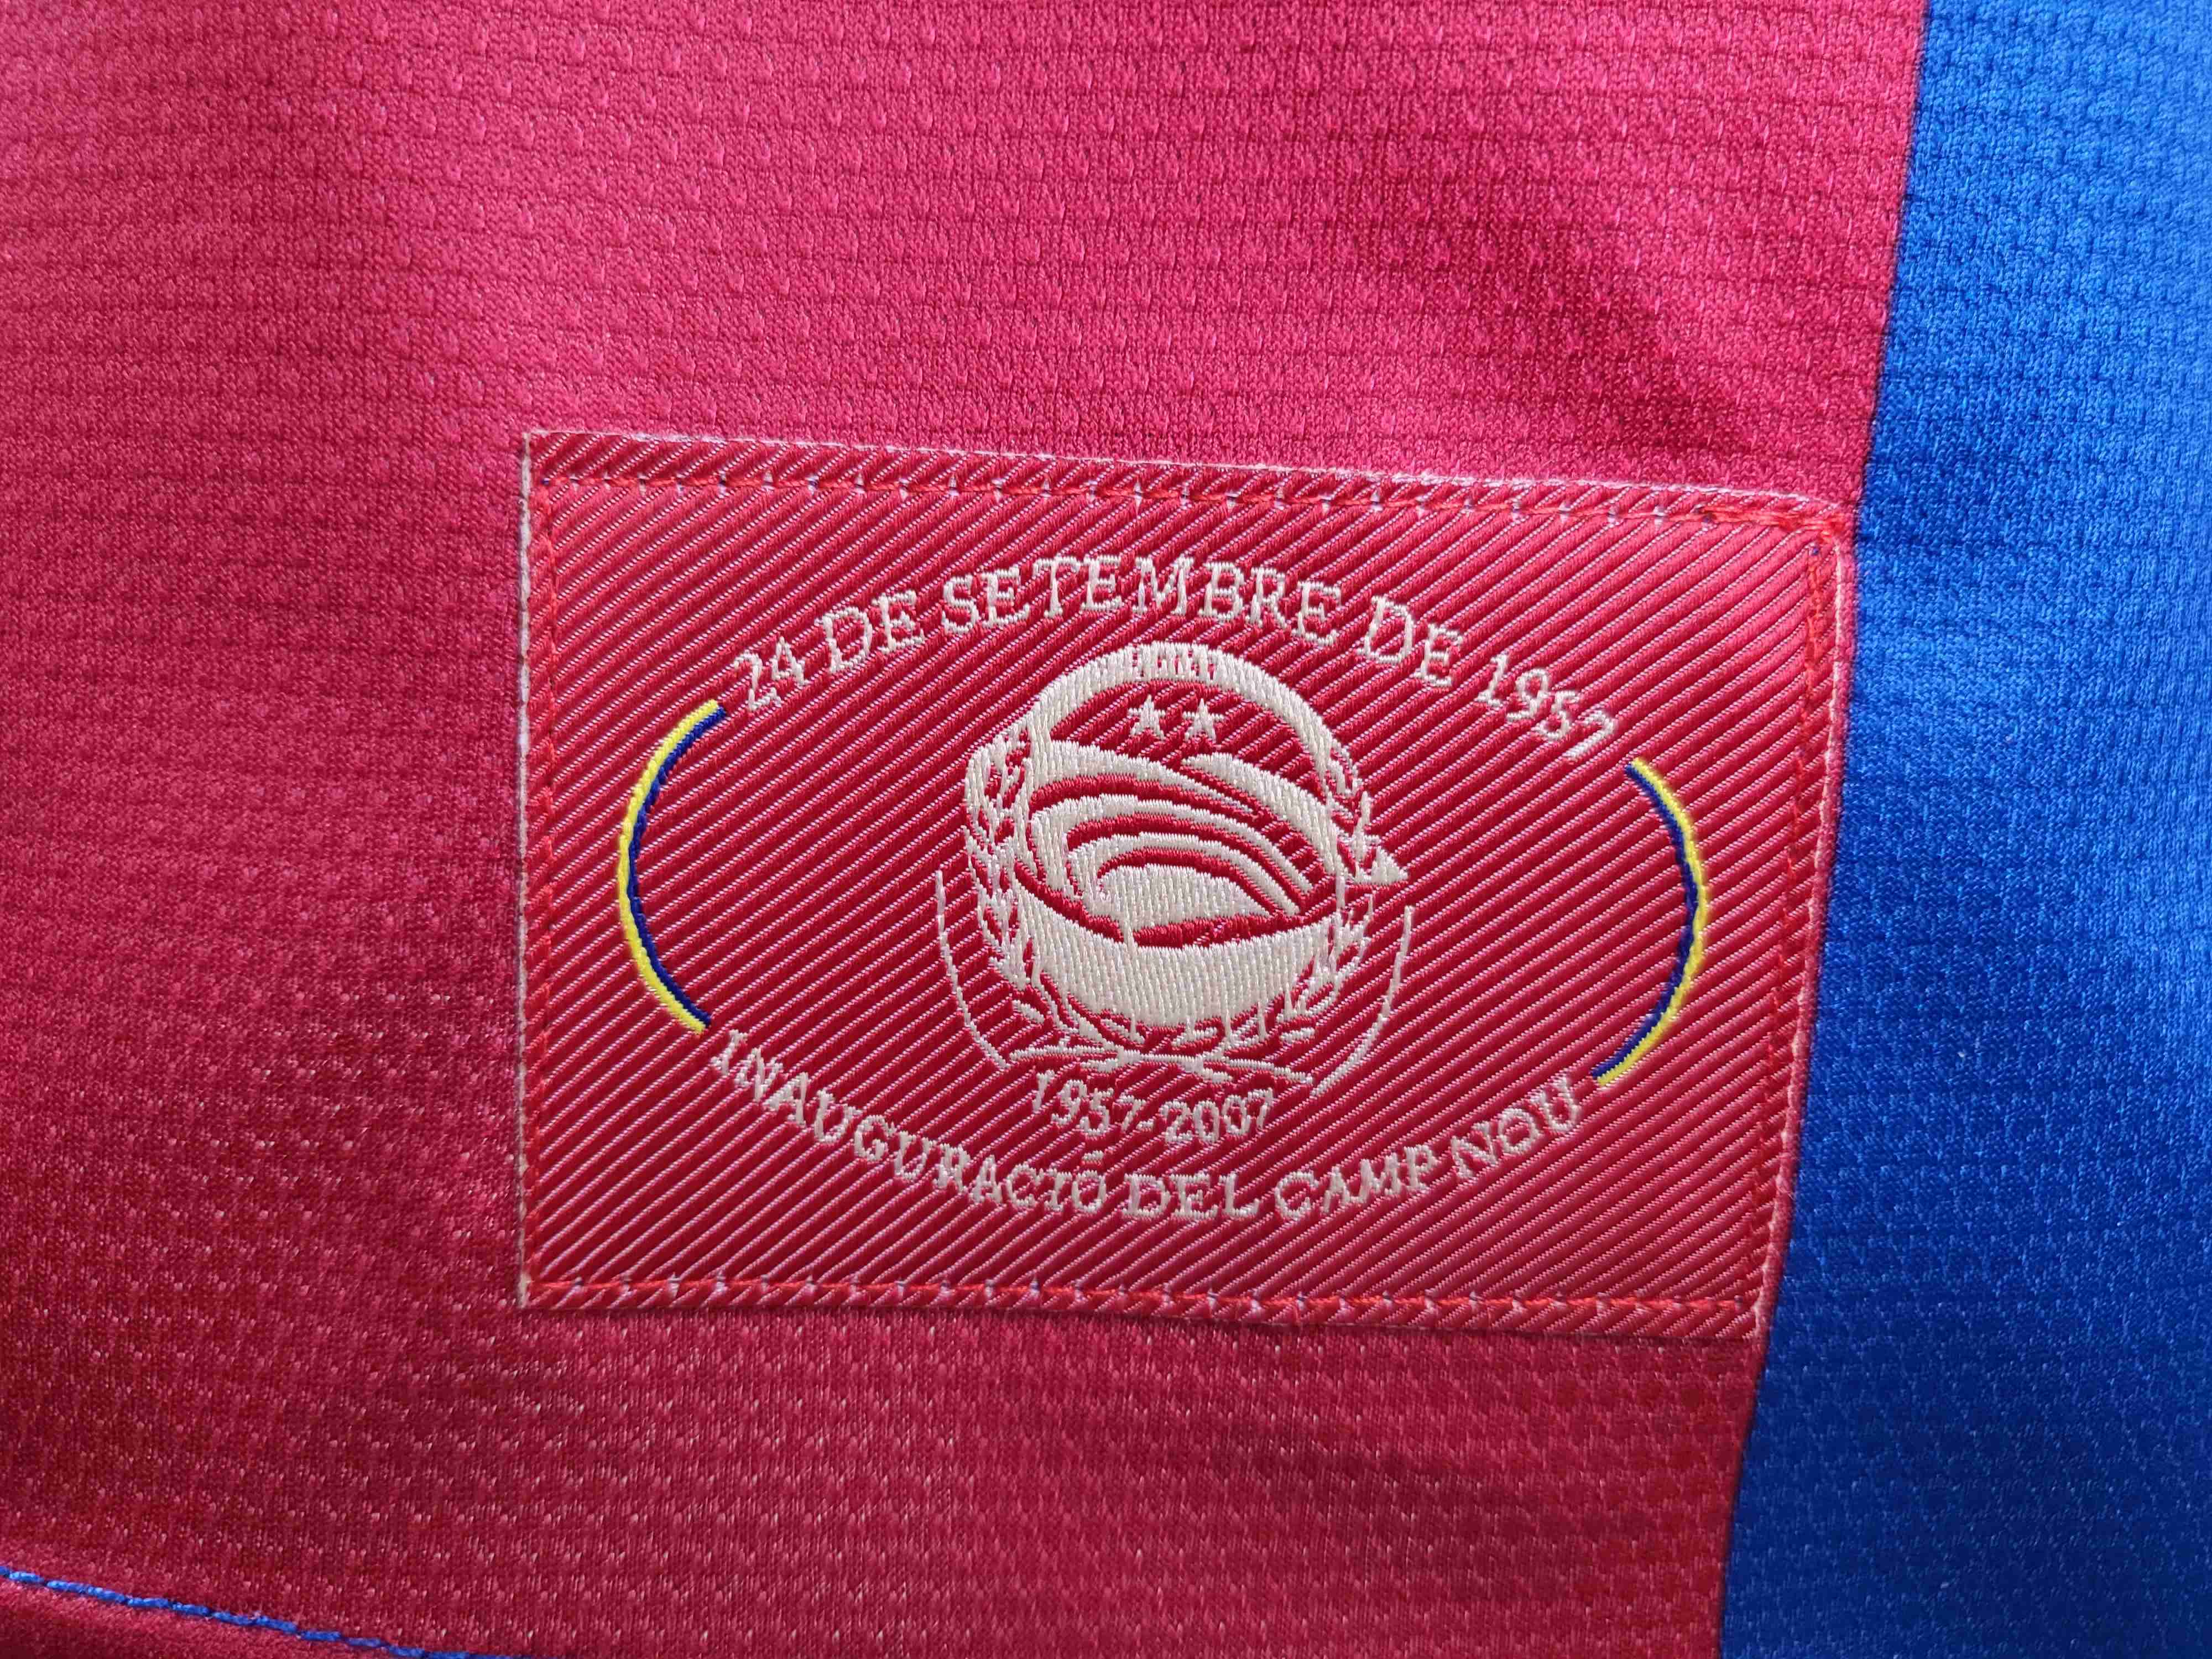 24 DE SETEMBRE DE 1957
1957-2007
INAUGURACIÓ DEL CAMP NOU